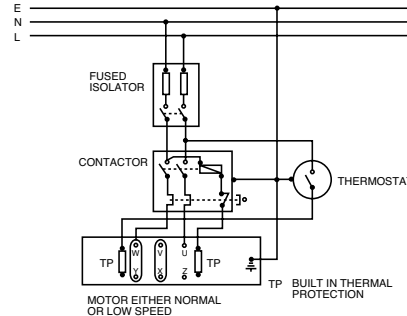 E
N
L
FUSED
ISOLATOR
CONTACTOR
THERMOSTAT
TP
W
Y
V
X
U
Z
TP
TP BUILT IN THERMAL
PROTECTION
MOTOR EITHER NORMAL
OR LOW SPEED